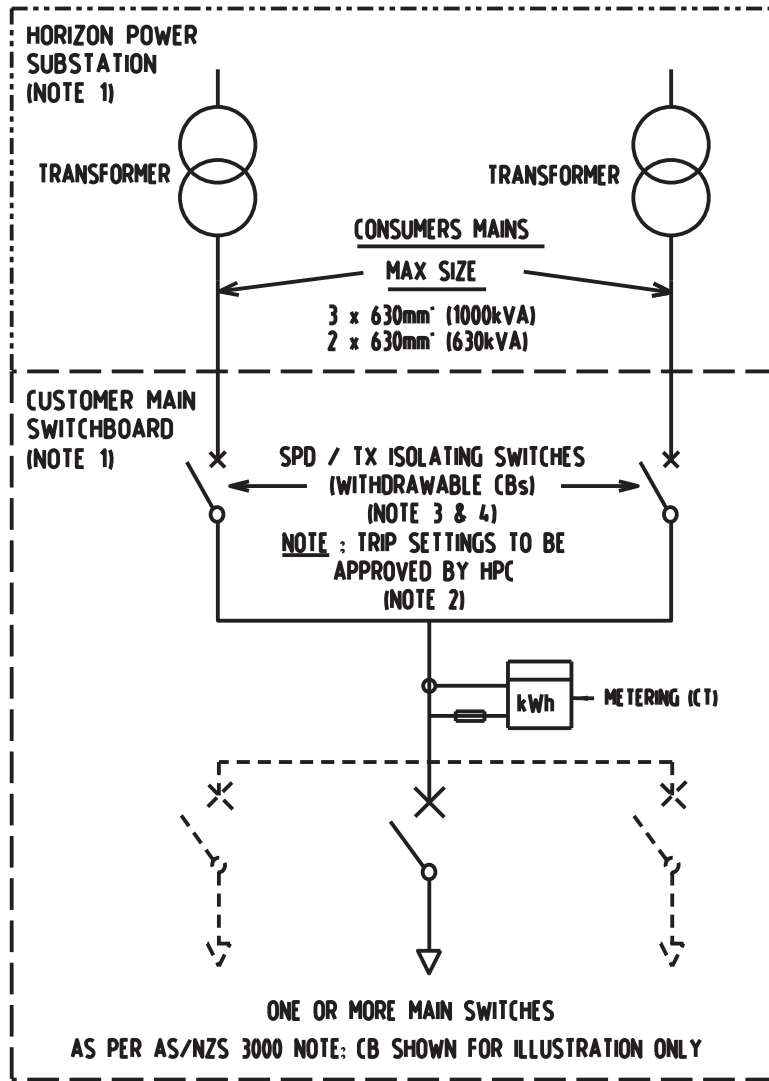 HORIZON POWER
SUBSTATION
(NOTE 1)
TRANSFORMER
TRANSFORMER
CONSUMERS MAINS
MAX SIZE
3 x 630mm² (1000kVA)
2 x 630mm² (630kVA)
CUSTOMER MAIN
SWITCHBOARD
(NOTE 1)
SPD / TX ISOLATING SWITCHES
(WITHDRAWABLE CBs)
(NOTE 3 & 4)
NOTE : TRIP SETTINGS TO BE
APPROVED BY HPC
(NOTE 2)
kWh
METERING (CT)
ONE OR MORE MAIN SWITCHES
AS PER AS/NZS 3000 NOTE: CB SHOWN FOR ILLUSTRATION ONLY